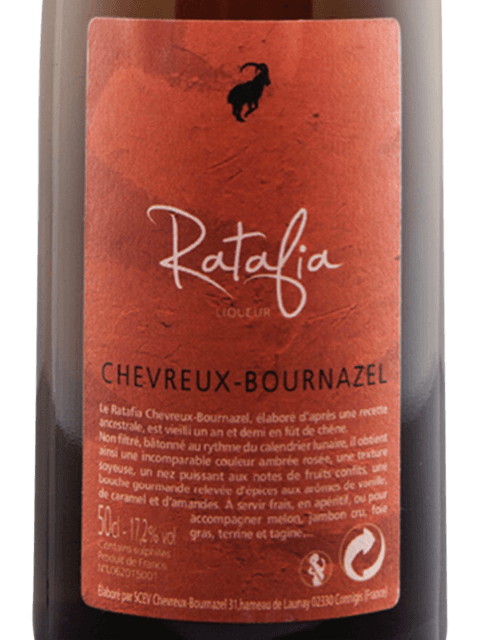 Ratafia
LIQUEUR
CHEVREUX-BOURNAZEL
Le Ratafia Chevreux-Bournazel, élaboré d'après une recette
ancestrale, est vieilli un an et demi en fût de chêne.
Non filtré, bâtonné au rythme du calendrier lunaire, il obtient
ainsi une incomparable couleur ambrée rosée, une texture
soyeuse, un nez puissant aux notes de fruits confits, une
bouche gourmande relevée d'épices aux arômes de vanille,
de caramel et d'amandes. A servir frais, en apéritif, ou pour
accompagner melon, jambon cru, foie
gras, terrine et tagine,...
50cl - 17,2% vol
Contains sulphites
Produit de France
N°L062015001
Elaboré par SCEV Chevreux-Bournazel 31, hameau de Launay 02330 Connigis (France)